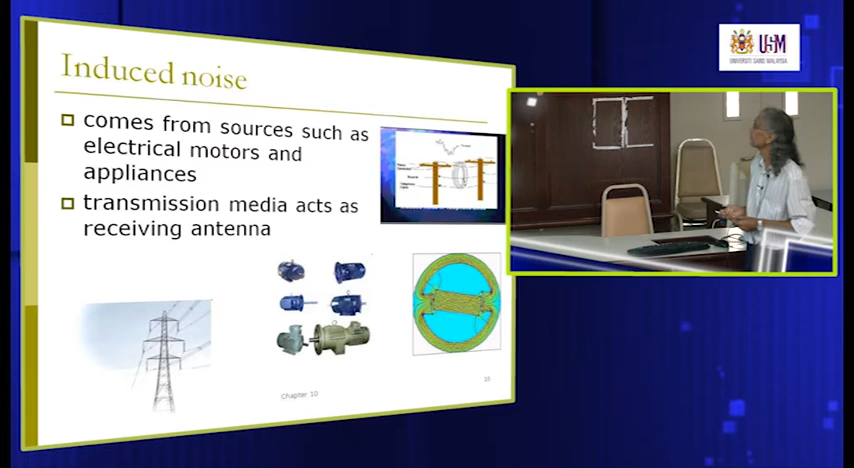 Induced noise
comes from sources such as
electrical motors and
appliances
transmission media acts as
receiving antenna
Chapter 10
USM
UNIVERSITI SAINS MALAYSIA